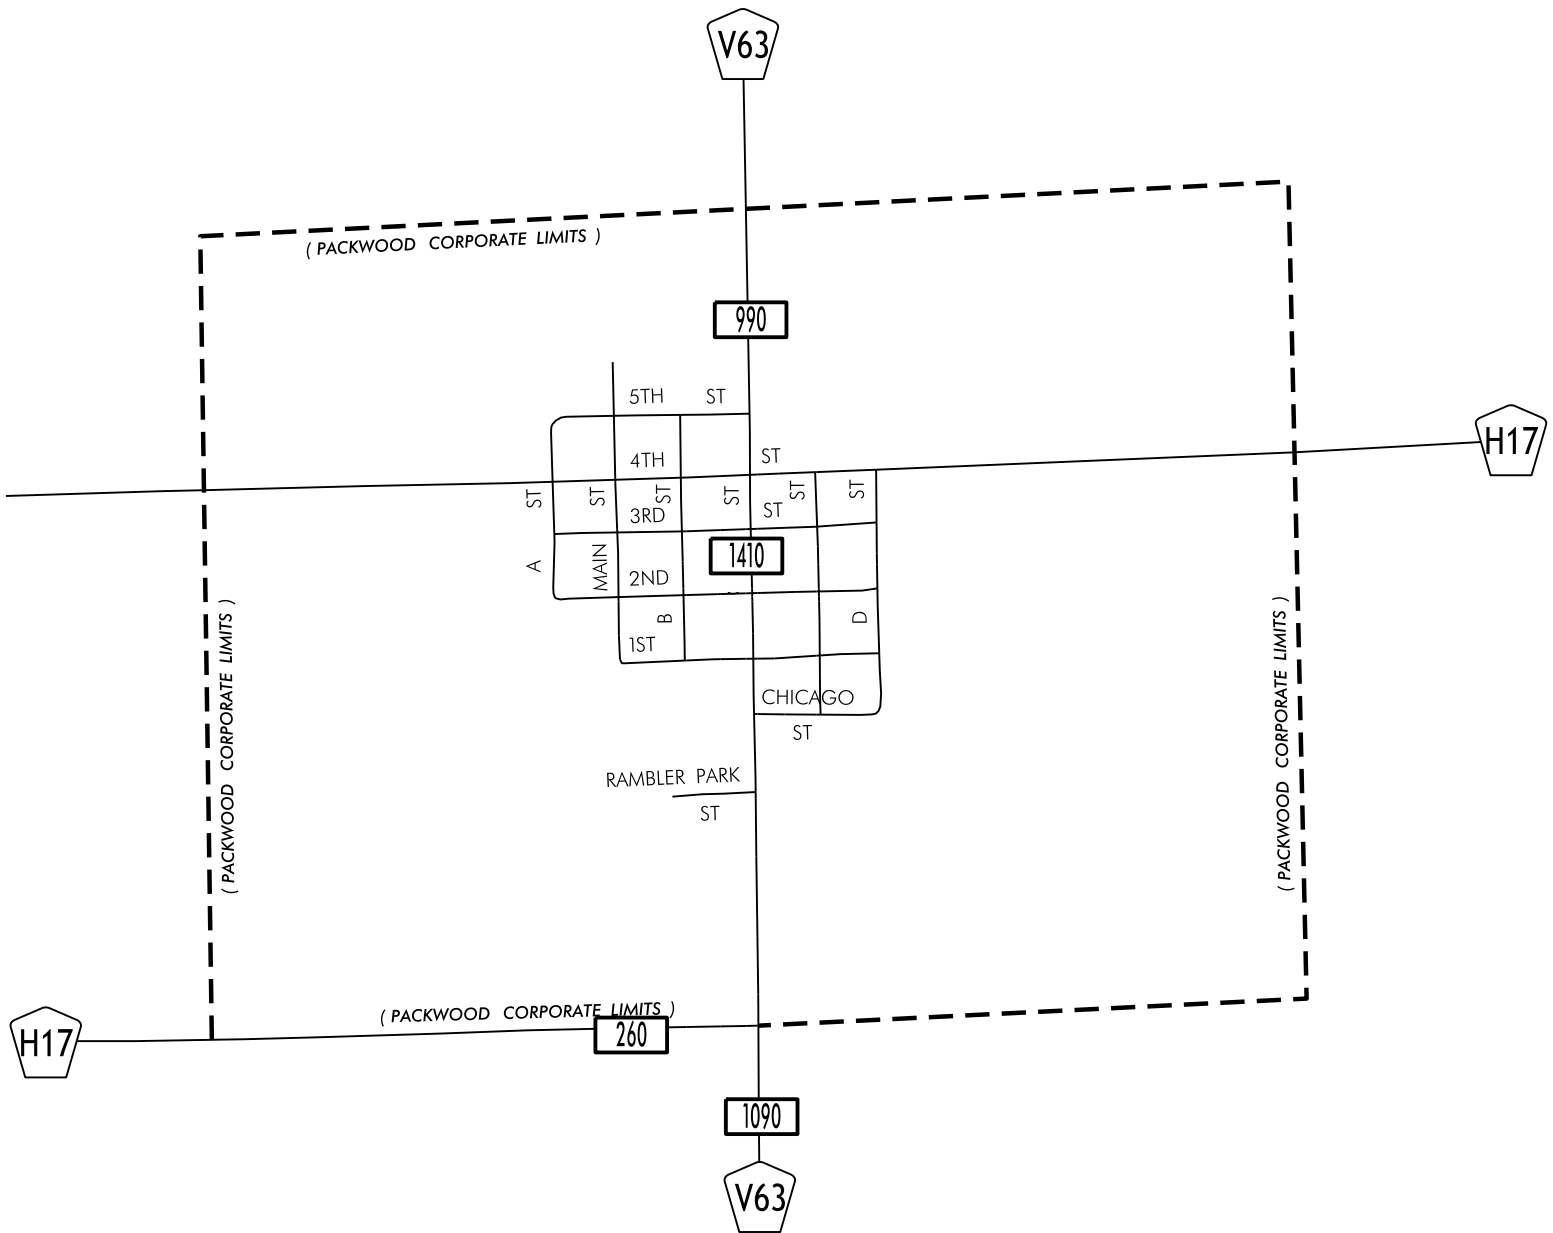 V63
( PACKWOOD CORPORATE LIMITS )
990
5TH ST
H17
4TH ST
ST ST ST ST ST ST
3RD ST
1410
A
MAIN
2ND
B
D
1ST
( PACKWOOD CORPORATE LIMITS )
( PACKWOOD CORPORATE LIMITS )
CHICAGO
ST
RAMBLER PARK
ST
( PACKWOOD CORPORATE LIMITS )
H17
260
1090
V63